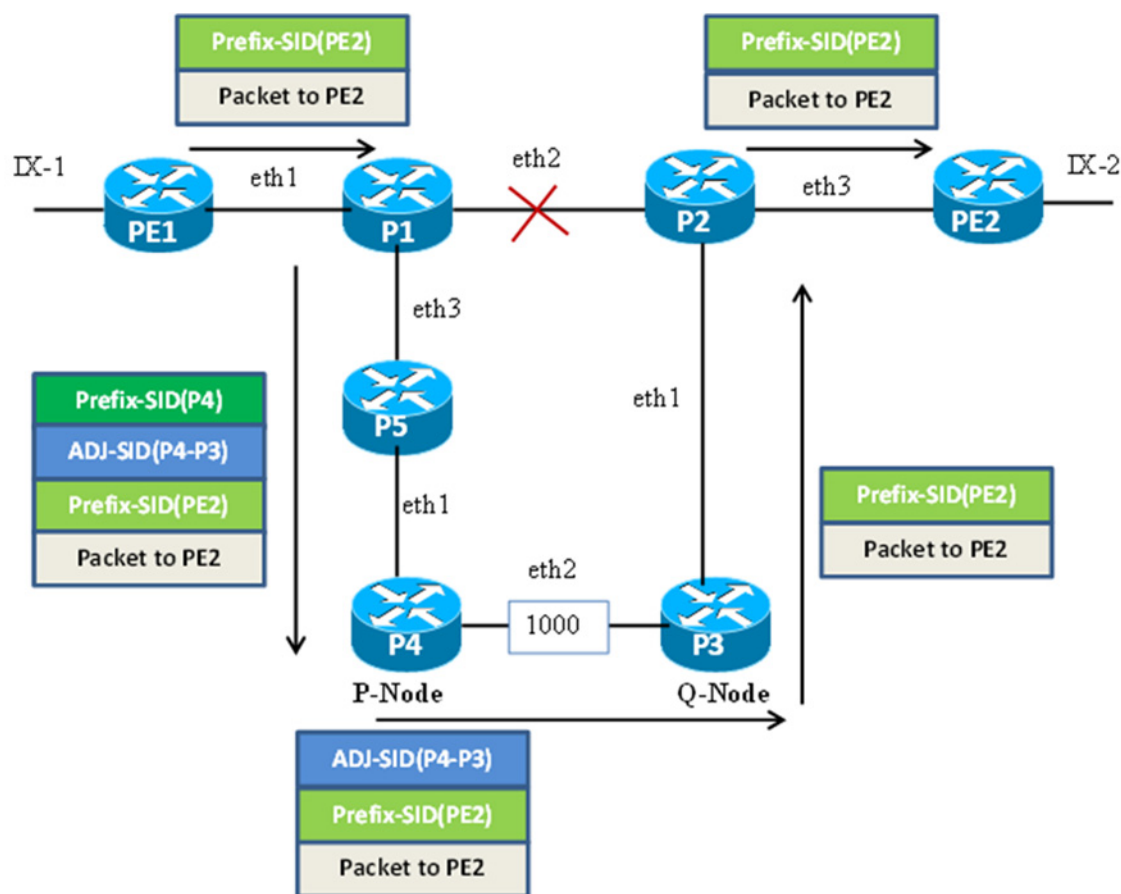 Prefix-SID(PE2)
Packet to PE2
Prefix-SID(PE2)
Packet to PE2
IX-1
eth1
eth2
eth3
IX-2
PE1
P1
P2
PE2
eth3
Prefix-SID(P4)
ADJ-SID(P4-P3)
Prefix-SID(PE2)
Packet to PE2
P5
eth1
eth1
Prefix-SID(PE2)
Packet to PE2
eth2
1000
P4
P3
P-Node
Q-Node
ADJ-SID(P4-P3)
Prefix-SID(PE2)
Packet to PE2